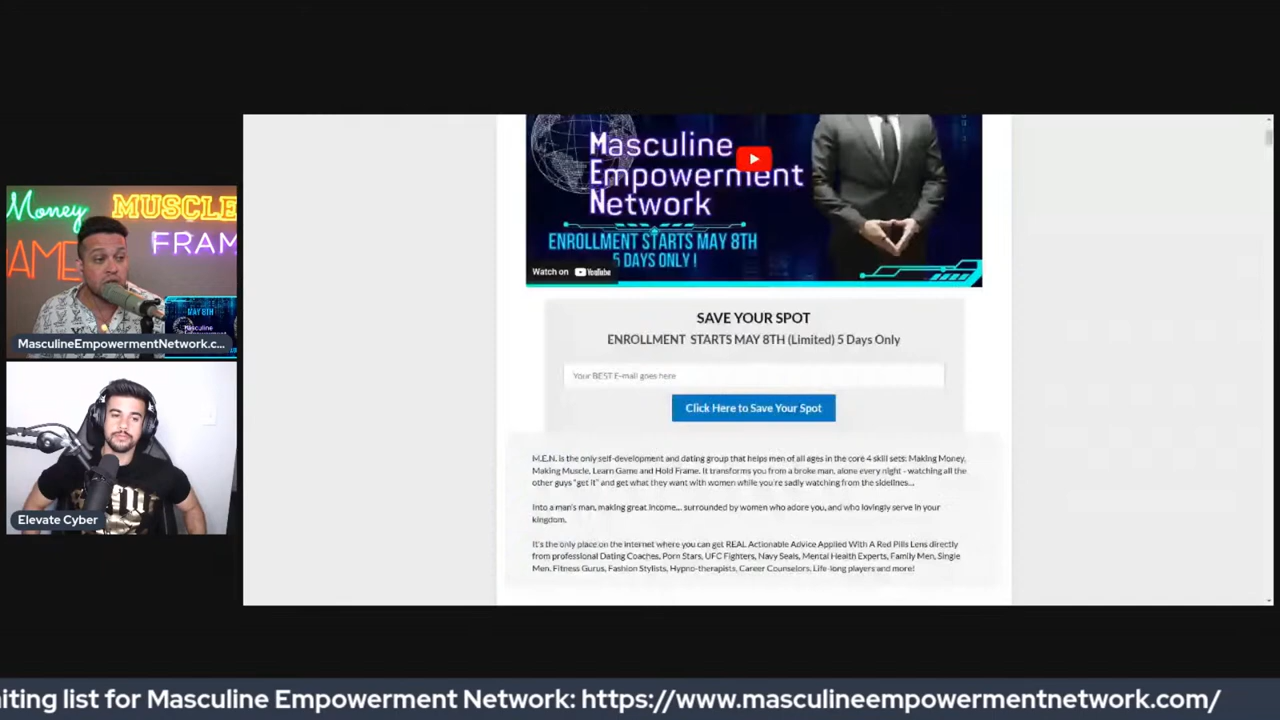 Money
MUSCLE
AME
FRAM
MAY 8TH
Masculine
MasculineEmpowermentNetwork.c...
Elevate Cyber
Masculine
Empowerment
Network
ENROLLMENT STARTS MAY 8TH
5 DAYS ONLY !
Watch on YouTube
SAVE YOUR SPOT
ENROLLMENT STARTS MAY 8TH (Limited) 5 Days Only
Your BEST E-mail goes here
Click Here to Save Your Spot
M.E.N. is the only self-development and dating group that helps men of all ages in the core 4 skill sets: Making Money,
Making Muscle, Learn Game and Hold Frame. It transforms you from a broke man, alone every night - watching all the
other guys "get it" and get what they want with women while you're sadly watching from the sidelines...
Into a man's man, making great income... surrounded by women who adore you, and who lovingly serve in your
kingdom.
It's the only place on the internet where you can get REAL Actionable Advice Applied With A Red Pills Lens directly
from professional Dating Coaches, Porn Stars, UFC Fighters, Navy Seals, Mental Health Experts, Family Men, Single
Men, Fitness Gurus, Fashion Stylists, Hypno-therapists, Career Counselors, Life-long players and more!
iting list for Masculine Empowerment Network: https://www.masculineempowermentnetwork.com/